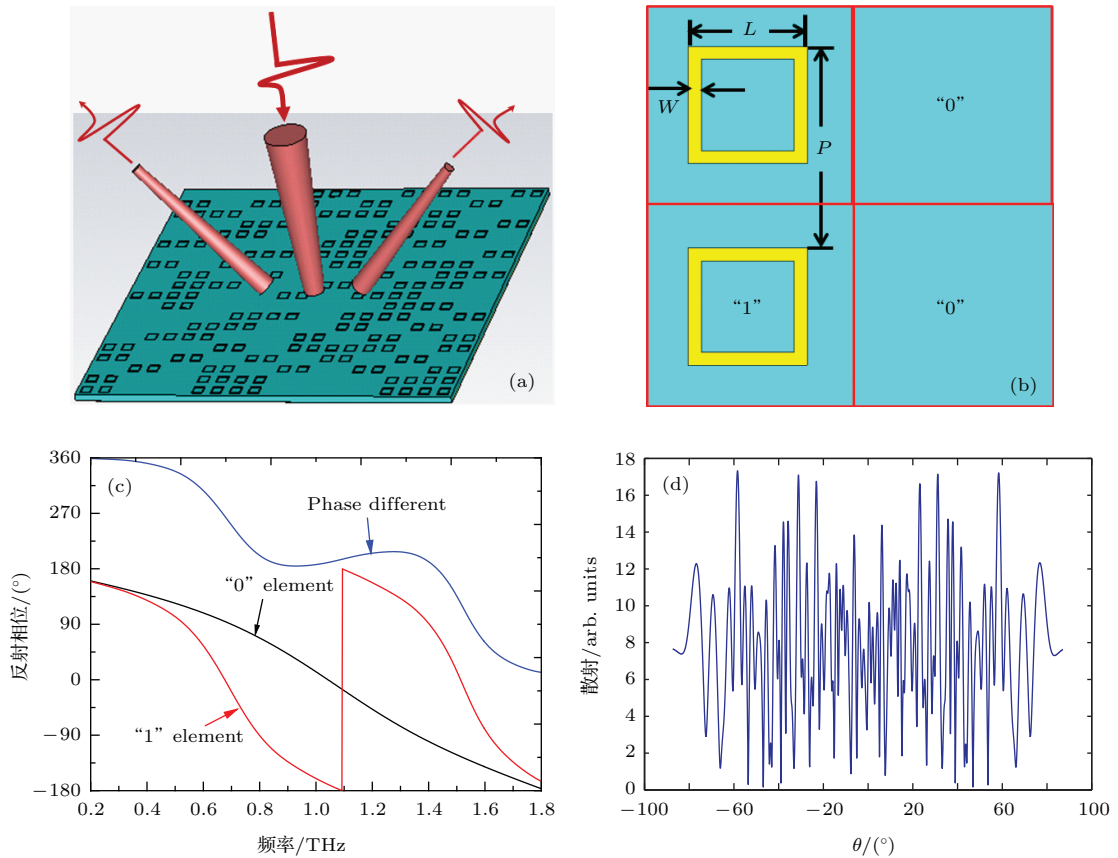 (a)
L
W
P
“0”
“1”
“0”
(b)
(c)
360
270
180
90
0
−90
−180
0.2 0.4 0.6 0.8 1.0 1.2 1.4 1.6 1.8
反射相位/(°)
频率/THz
Phase different
“0” element
“1” element
(d)
18
16
14
12
10
8
6
4
2
0
−100 −60 −20 20 60 100
散射/arb. units
θ/(°)